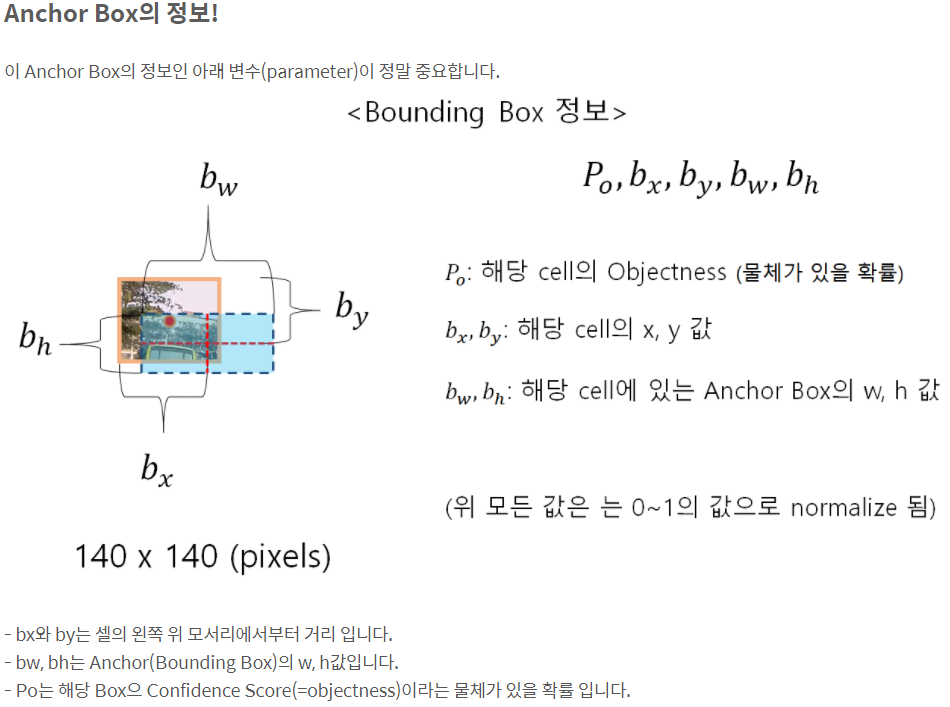 Anchor Box의 정보!
이 Anchor Box의 정보인 아래 변수(parameter)이 정말 중요합니다.
<Bounding Box 정보>
b_w
P_o, b_x, b_y, b_w, b_h
P_o: 해당 cell의 Objectness (물체가 있을 확률)
b_y
b_x, b_y: 해당 cell의 x, y 값
b_h
b_w, b_h: 해당 cell에 있는 Anchor Box의 w, h 값
b_x
(위 모든 값은 는 0~1의 값으로 normalize 됨)
140 x 140 (pixels)
- bx와 by는 셀의 왼쪽 위 모서리에서부터 거리 입니다.
- bw, bh는 Anchor(Bounding Box)의 w, h값입니다.
- Po는 해당 Box으 Confidence Score(=objectness)이라는 물체가 있을 확률 입니다.